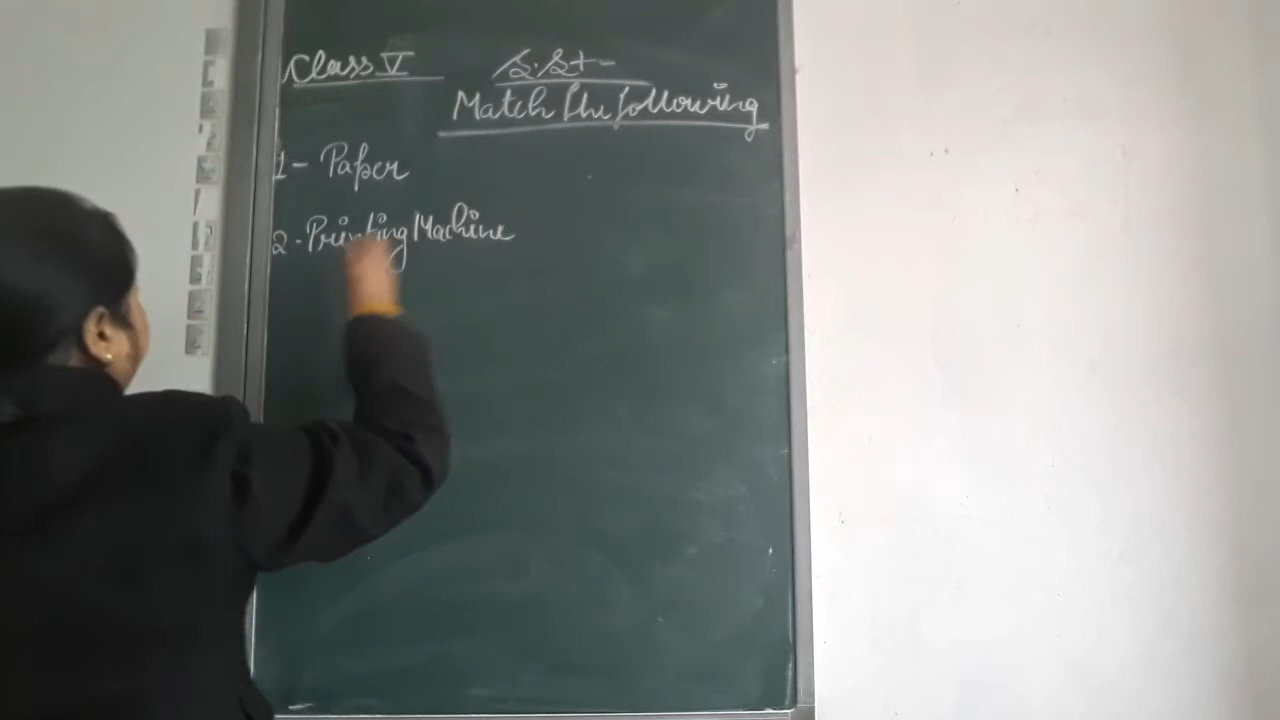 Class V
S.St-
Match the following
1- Paper
2. Printing Machine